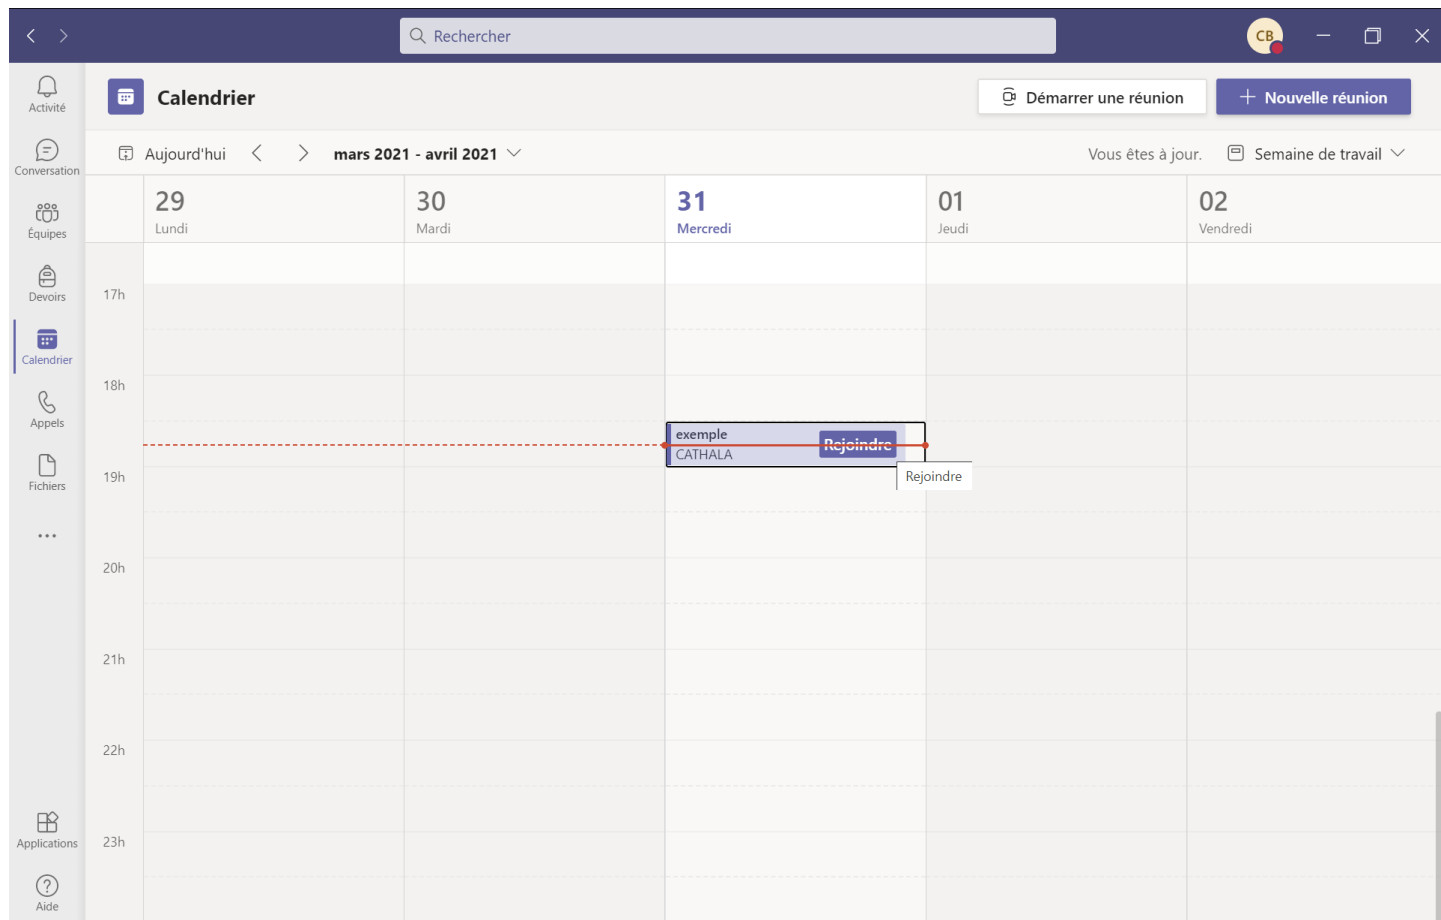 Rechercher
CB
Activité
Conversation
Équipes
Devoirs
Calendrier
Appels
Fichiers
Applications
Aide
Calendrier
Démarrer une réunion
Nouvelle réunion
Aujourd'hui
mars 2021 - avril 2021
Vous êtes à jour.
Semaine de travail
29
Lundi
30
Mardi
31
Mercredi
01
Jeudi
02
Vendredi
17h
18h
exemple
CATHALA
Rejoindre
Rejoindre
19h
20h
21h
22h
23h